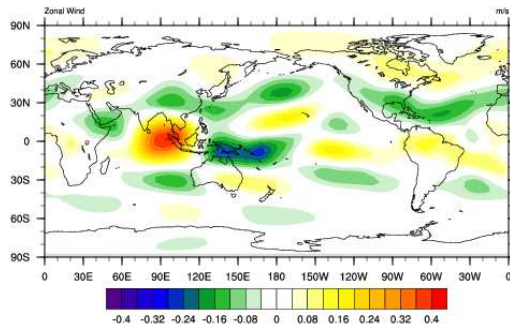 Zonal Wind m/s
90N
60N
30N
0
30S
60S
90S
0 30E 60E 90E 120E 150E 180 150W 120W 90W 60W 30W 0
-0.4 -0.32 -0.24 -0.16 -0.08 0 0.08 0.16 0.24 0.32 0.4